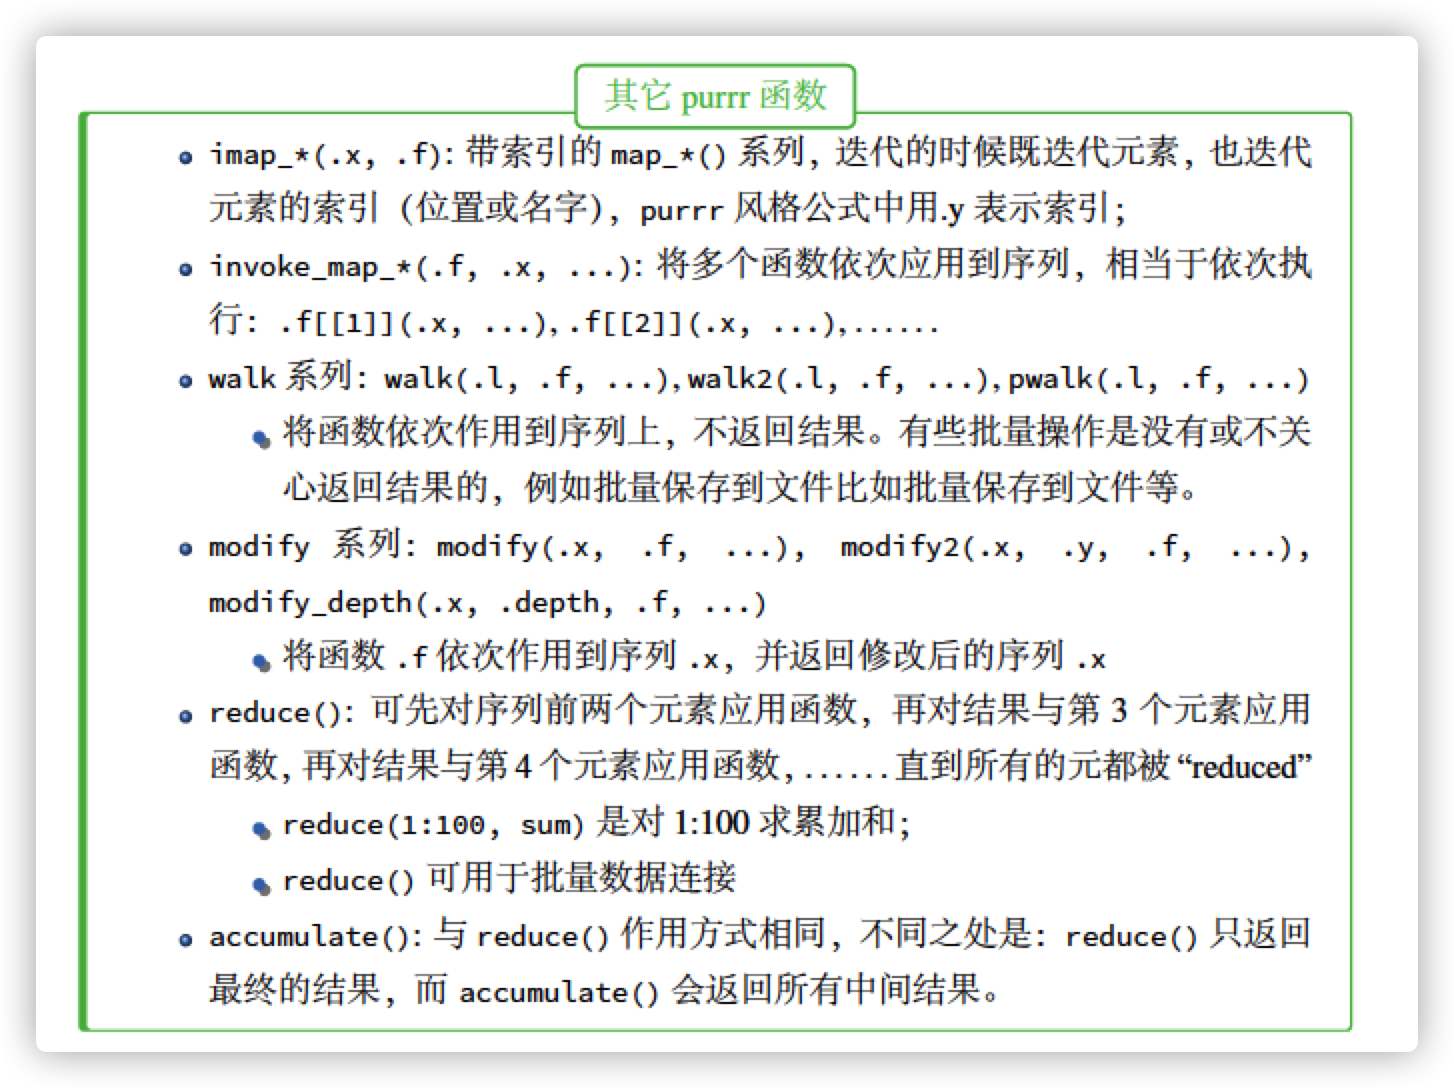 其它 purrr 函数
imap_*(.x, .f): 带索引的 map_*() 系列，迭代的时候既迭代元素，也迭代
元素的索引（位置或名字），purrr 风格公式中用.y 表示索引；
invoke_map_*(.f, .x, ...): 将多个函数依次应用到序列，相当于依次执
行：.f[[1]](.x, ...),.f[[2]](.x, ...),......
walk 系列：walk(.l, .f, ...),walk2(.l, .f, ...),pwalk(.l, .f, ...)
将函数依次作用到序列上，不返回结果。有些批量操作是没有或不关
心返回结果的，例如批量保存到文件比如批量保存到文件等。
modify 系列：modify(.x, .f, ...), modify2(.x, .y, .f, ...),
modify_depth(.x, .depth, .f, ...)
将函数 .f 依次作用到序列 .x，并返回修改后的序列 .x
reduce(): 可先对序列前两个元素应用函数，再对结果与第 3 个元素应用
函数，再对结果与第 4 个元素应用函数，......直到所有的元都被“reduced”
reduce(1:100, sum) 是对 1:100 求累加和；
reduce() 可用于批量数据连接
accumulate(): 与 reduce() 作用方式相同，不同之处是：reduce() 只返回
最终的结果，而 accumulate() 会返回所有中间结果。